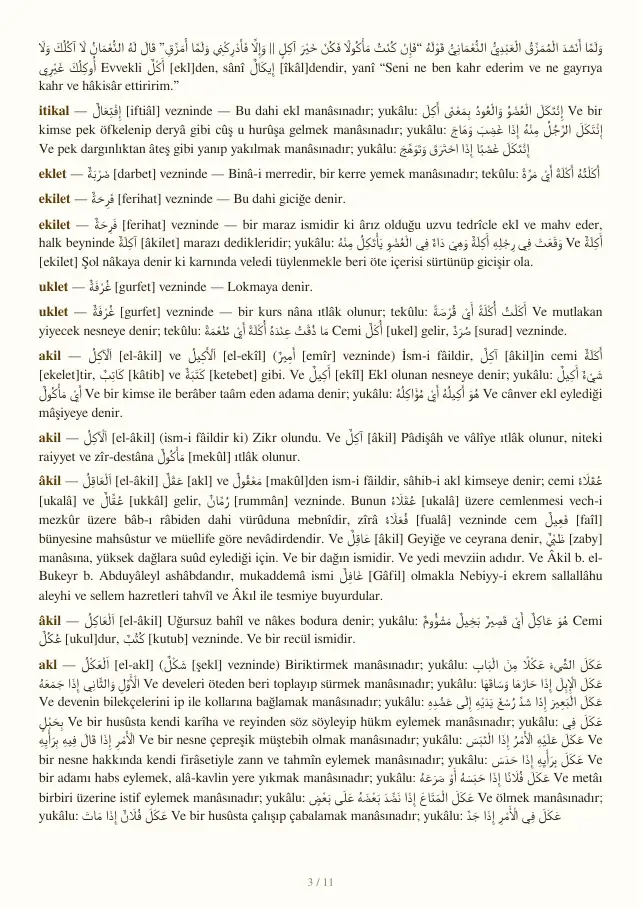 وَلَمَّا أَنْشَدَ الْمُمَزِّقُ الْعَبْدِيُّ النُّعْمَانِيُّ قَوْلَهُ “فَإِن كُنْتُ مَأْكُولًا فَكُنْ خَيْرَ آكِلٍ || وَإِلَّا فَأَدْرِكْنِي وَلَمَّا أُمَزَّقِ” قَالَ لَهُ النُّعْمَانُ لَا آكُلُكَ وَلَا
أُوكِلُكَ غَيْرِي Evvekli أَكْلٌ [ekl]den, sânî إِيكَالٌ [îkâl]dendir, yanî “Seni ne ben kahr ederim ve ne gayrıya
kahr ve hâkisâr ettiririm.”
itikal — إِفْتِعَالٌ [iftiâl] vezninde — Bu dahi ekl manâsınadır; yukâlu: إِئْتَكَلَ الْعُضْوُ وَالْعُودُ بِمَعْنَى أَكِلَ Ve bir
kimse pek öfkelenip deryâ gibi cûş u hurûşa gelmek manâsınadır; yukâlu: إِئْتَكَلَ الرَّجُلُ مِنْهُ إِذَا غَضِبَ وَهَاجَ
Ve pek dargınlıktan âteş gibi yanıp yakılmak manâsınadır; yukâlu: إِئْتَكَلَ غَضَبًا إِذَا احْتَرَقَ وَتَوَهَّجَ
eklet — ضَرْبَةٌ [darbet] vezninde — Binâ-i merredir, bir kerre yemek manâsınadır; tekûlu: أَكَلْتُهُ أَكْلَةً أَيْ مَرَّةً
ekilet — فَرِحَةٌ [ferihat] vezninde — Bu dahi giciğe denir.
ekilet — فَرِحَةٌ [ferihat] vezninde — bir maraz ismidir ki ârız olduğu uzvu tedrîcle ekl ve mahv eder,
halk beyninde آكِلَةٌ [âkilet] marazı dedikleridir; yukâlu: وَقَعَتْ فِي رِجْلِهِ أَكِلَةٌ وَهِيَ دَاءٌ فِي الْعُضْوِ يَأْتَكِلُ مِنْهُ Ve أَكِلَةٌ
[ekilet] Şol nâkaya denir ki karnında veledi tüylenmekle beri öte içerisi sürtünüp gicişir ola.
uklet — غُرْفَةٌ [gurfet] vezninde — Lokmaya denir.
uklet — غُرْفَةٌ [gurfet] vezninde — bir kurs nâna ıtlâk olunur; tekûlu: أَكَلْتُ أُكْلَةً أَيْ قُرْصَةً Ve mutlakan
yiyecek nesneye denir; tekûlu: مَا ذُقْتُ عِنْدَهُ أُكْلَةً أَيْ طُعْمَةً Cemi أُكَلٌ [ukel] gelir, صُرَدٌ [surad] vezninde.
akil — اَلْآكِلُ [el-âkil] ve اَلْأَكِيلُ [el-ekîl] (أَمِيرٌ [emîr] vezninde) İsm-i fâildir, آكِلٌ [âkil]in cemi أَكَلَةٌ
[ekelet]tir, كَاتِبٌ [kâtib] ve كَتَبَةٌ [ketebet] gibi. Ve أَكِيلٌ [ekîl] Ekl olunan nesneye denir; yukâlu: شَيْءٌ أَكِيلٌ
أَيْ مَأْكُولٌ Ve bir kimse ile berâber taâm eden adama denir; yukâlu: هُوَ أَكِيلُهُ أَيْ مُؤَاكِلُهُ Ve cânver ekl eylediği
mâşiyeye denir.
akil — اَلْآكِلُ [el-âkil] (ism-i fâildir ki) Zikr olundu. Ve آكِلٌ [âkil] Pâdişâh ve vâlîye ıtlâk olunur, niteki
raiyyet ve zîr-destâna مَأْكُولٌ [mekûl] ıtlâk olunur.
âkil — اَلْعَاقِلُ [el-âkil] عَقْلٌ [akl] ve مَعْقُولٌ [makûl]den ism-i fâildir, sâhib-i akl kimseye denir; cemi عُقَلَاءُ
[ukalâ] ve عُقَّالٌ [ukkâl] gelir, رُمَّانٌ [rummân] vezninde. Bunun عُقَلَاءُ [ukalâ] üzere cemlenmesi vech-i
mezkûr üzere bâb-ı râbiden dahi vürûduna mebnîdir, zîrâ فُعَلَاءُ [fualâ] vezninde cem فَعِيلٌ [faîl]
bünyesine mahsûstur ve müellife göre nevâdirdendir. Ve عَاقِلٌ [âkil] Geyiğe ve ceyrana denir, ظَبْيٌ [zaby]
manâsına, yüksek dağlara suûd eylediği için. Ve bir dağın ismidir. Ve yedi mevziin adıdır. Ve Âkil b. el-
Bukeyr b. Abduyâleyl ashâbdandır, mukaddemâ ismi غَافِلٌ [Gâfil] olmakla Nebiyy-i ekrem sallallâhu
aleyhi ve sellem hazretleri tahvîl ve Âkıl ile tesmiye buyurdular.
âkil — اَلْعَاكِلُ [el-âkil] Uğursuz bahîl ve nâkes bodura denir; yukâlu: هُوَ عَاكِلٌ أَيْ قَصِيرٌ بَخِيلٌ مَشْؤُومٌ Cemi
عُكُلٌ [ukul]dur, كُتُبٌ [kutub] vezninde. Ve bir recül ismidir.
akl — اَلْعَكْلُ [el-akl] (شَكْلٌ [şekl] vezninde) Biriktirmek manâsınadır; yukâlu: عَكَلَ الشَّيْءَ عَكْلًا مِنَ الْبَابِ
الْأَوَّلِ وَالثَّانِي إِذَا جَمَعَهُ Ve develeri öteden beri toplayıp sürmek manâsınadır; yukâlu: عَكَلَ الْإِبِلَ إِذَا حَازَهَا وَسَاقَهَا
Ve devenin bilekçelerini ip ile kollarına bağlamak manâsınadır; yukâlu: عَكَلَ الْبَعِيرَ إِذَا شَدَّ رُسْغَ يَدَيْهِ إِلَى عَضُدِهِ
بِحَبْلٍ Ve bir husûsta kendi karîha ve reyinden söz söyleyip hükm eylemek manâsınadır; yukâlu: عَكَلَ فِي
الْأَمْرِ إِذَا قَالَ فِيهِ بِرَأْيِهِ Ve bir nesne çepreşik müştebih olmak manâsınadır; yukâlu: عَكَلَ عَلَيْهِ الْأَمْرُ إِذَا الْتَبَسَ Ve
bir nesne hakkında kendi firâsetiyle zann ve tahmîn eylemek manâsınadır; yukâlu: عَكَلَ بِرَأْيِهِ إِذَا حَدَسَ Ve
bir adamı habs eylemek, alâ-kavlin yere yıkmak manâsınadır; yukâlu: عَكَلَ فُلَانًا إِذَا حَبَسَهُ أَوْ صَرَعَهُ Ve metâı
birbiri üzerine istif eylemek manâsınadır; yukâlu: عَكَلَ الْمَتَاعَ إِذَا نَضَّدَ بَعْضَهُ عَلَى بَعْضٍ Ve ölmek manâsınadır;
yukâlu: عَكَلَ فُلَانٌ إِذَا مَاتَ Ve bir husûsta çalışıp çabalamak manâsınadır; yukâlu: عَكَلَ فِي الْأَمْرِ إِذَا جَدَّ
3 / 11